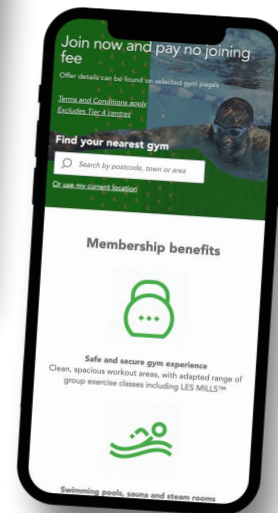 Join now and pay no joining
fee
Offer details can be found on selected gym pages
Terms and Conditions apply
Excludes Tier 4 centres
Find your nearest gym
Search by postcode, town or area
Or use my current location
Membership benefits
Safe and secure gym experience
Clean, spacious workout areas, with adapted range of
group exercise classes including LES MILLS™
Swimming pools, sauna and steam rooms